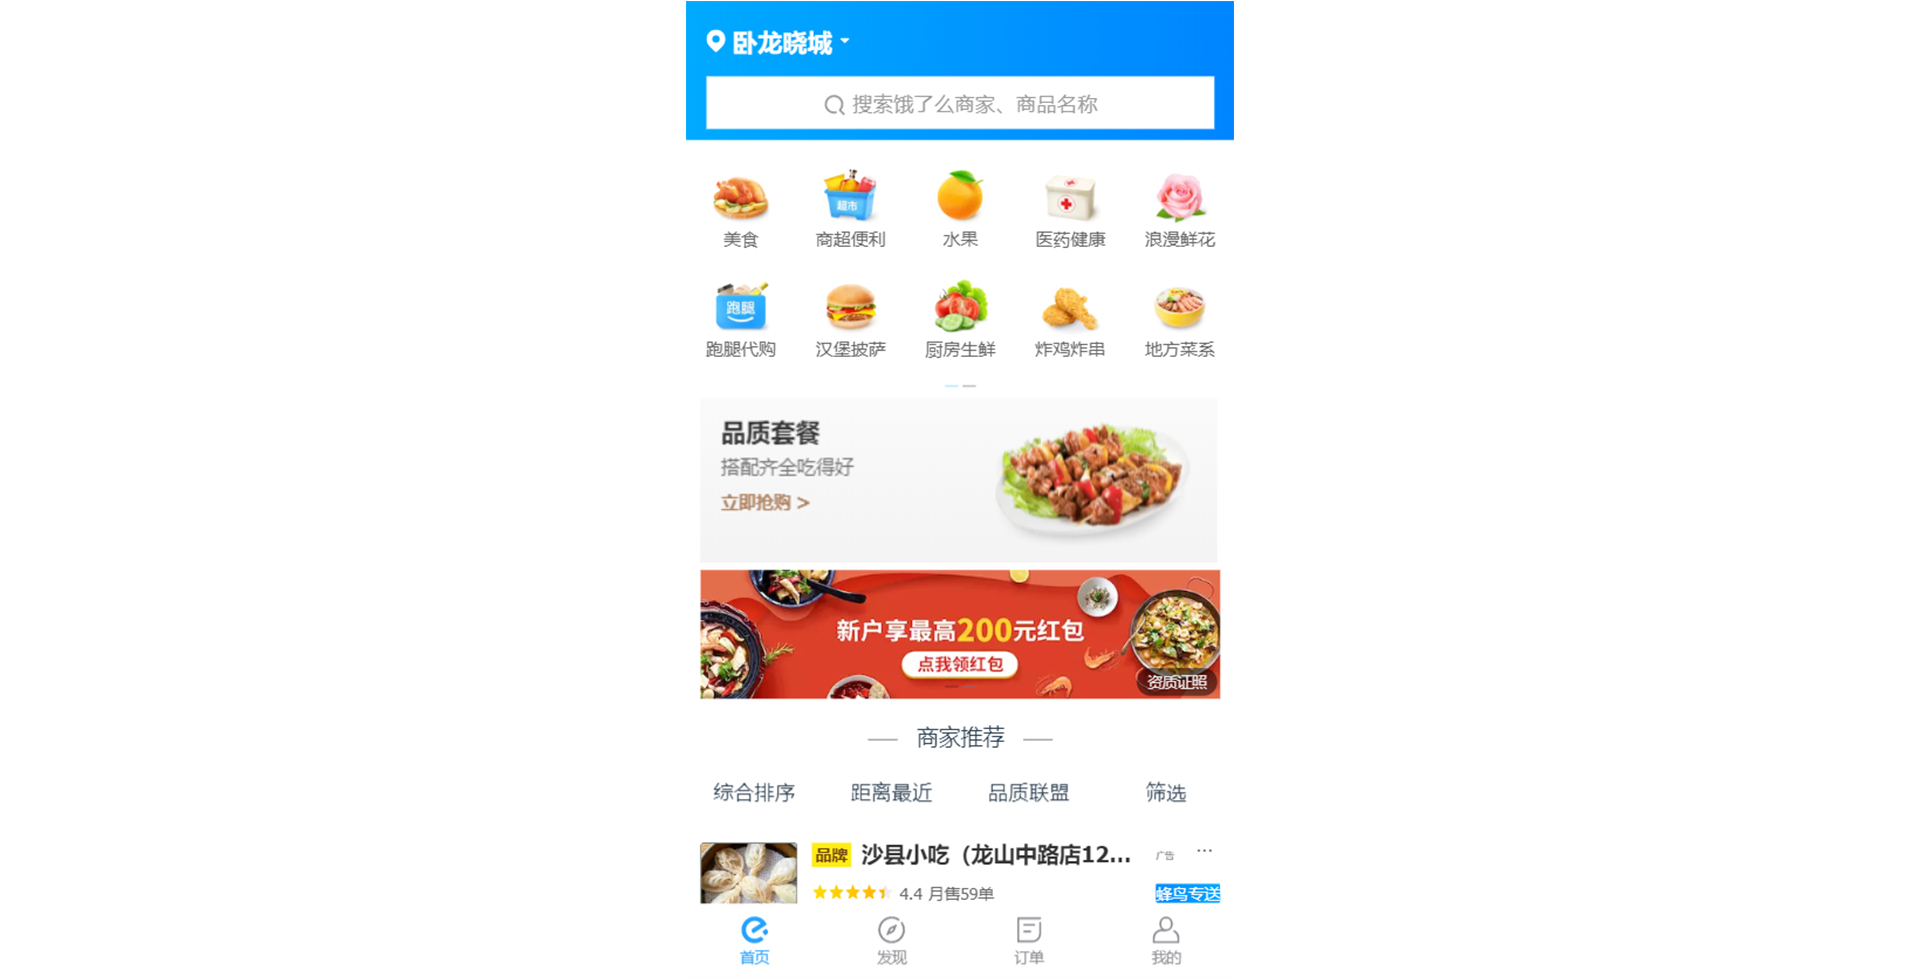 卧龙晓城
搜索饿了么商家、商品名称
超市
美食 商超便利 水果 医药健康 浪漫鲜花
跑腿
跑腿代购 汉堡披萨 厨房生鲜 炸鸡炸串 地方菜系
品质套餐
搭配齐全吃得好
立即抢购 >
新户享最高200元红包
点我领红包
资质证照
商家推荐
综合排序 距离最近 品质联盟 筛选
品牌 沙县小吃（龙山中路店12... 广告 ...
4.4 月售59单 蜂鸟专送
首页 发现 订单 我的